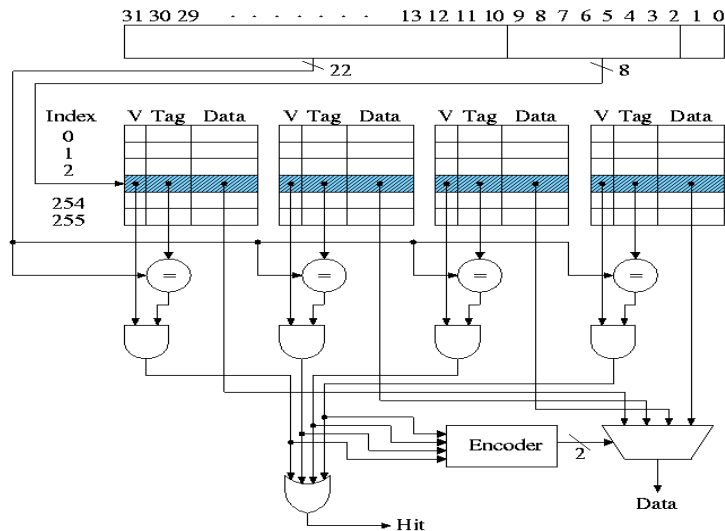 31 30 29 . . . . . . . . 13 12 11 10 9 8 7 6 5 4 3 2 1 0
22 8
Index V Tag Data V Tag Data V Tag Data V Tag Data
0
1
2
254
255
= = = =
Encoder 2
Data
Hit